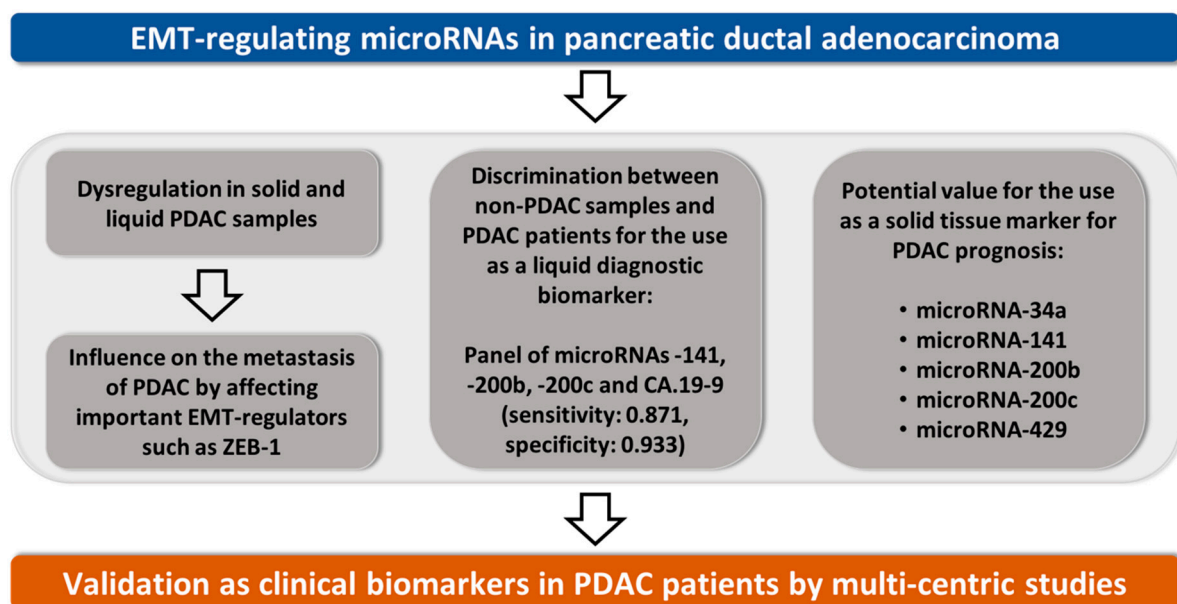 EMT-regulating microRNAs in pancreatic ductal adenocarcinoma
Dysregulation in solid and
liquid PDAC samples
Influence on the metastasis
of PDAC by affecting
important EMT-regulators
such as ZEB-1
Discrimination between
non-PDAC samples and
PDAC patients for the use
as a liquid diagnostic
biomarker:
Panel of microRNAs -141,
-200b, -200c and CA.19-9
(sensitivity: 0.871,
specificity: 0.933)
Potential value for the use
as a solid tissue marker for
PDAC prognosis:
• microRNA-34a
• microRNA-141
• microRNA-200b
• microRNA-200c
• microRNA-429
Validation as clinical biomarkers in PDAC patients by multi-centric studies